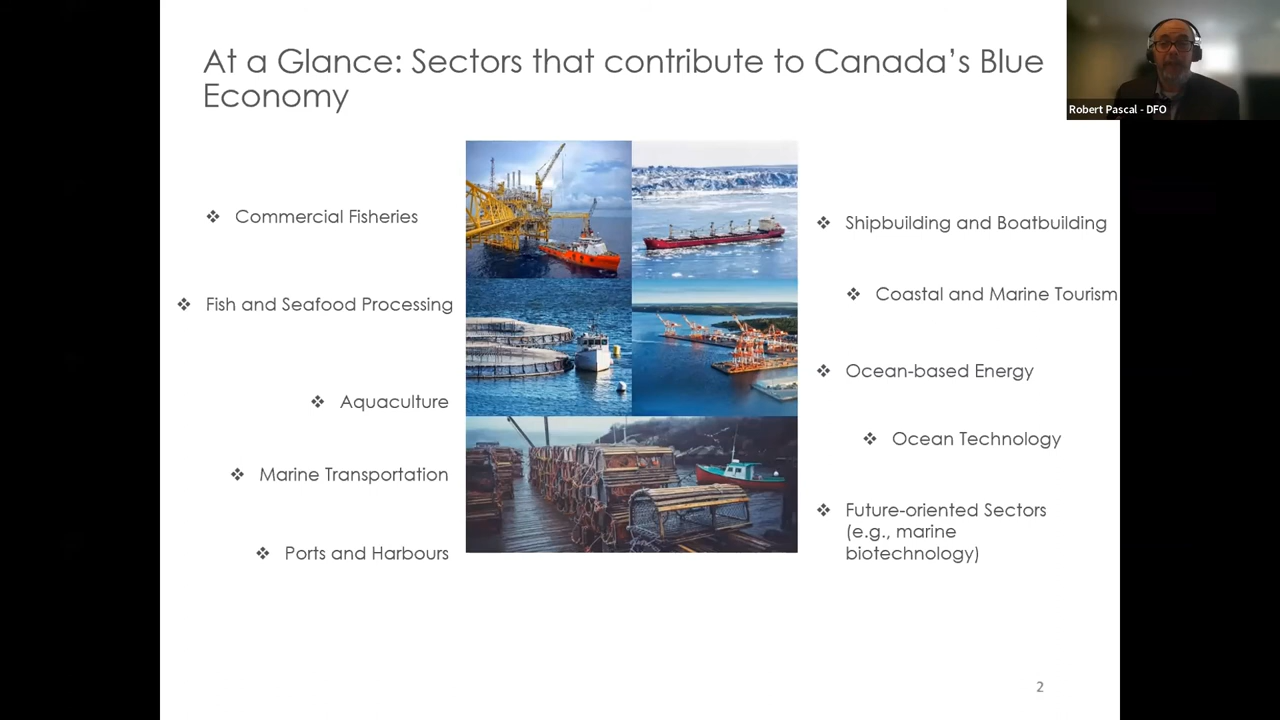 At a Glance: Sectors that contribute to Canada's Blue
Economy
Robert Pascal - DFO
❖ Commercial Fisheries
❖ Fish and Seafood Processing
❖ Aquaculture
❖ Marine Transportation
❖ Ports and Harbours
❖ Shipbuilding and Boatbuilding
❖ Coastal and Marine Tourism
❖ Ocean-based Energy
❖ Ocean Technology
❖ Future-oriented Sectors
(e.g., marine
biotechnology)
2